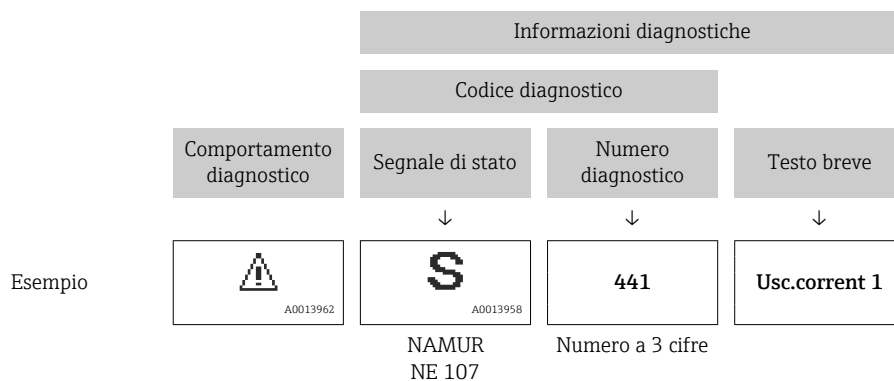 Informazioni diagnostiche
Codice diagnostico
Comportamento
diagnostico
Segnale di stato
Numero
diagnostico
Testo breve
Esempio
A0013962
S
A0013958
441
Usc.corrent 1
NAMUR
NE 107
Numero a 3 cifre